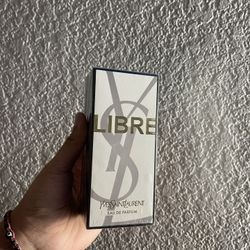 LIBRE
YVESSAINTLAURENT
EAU DE PARFUM